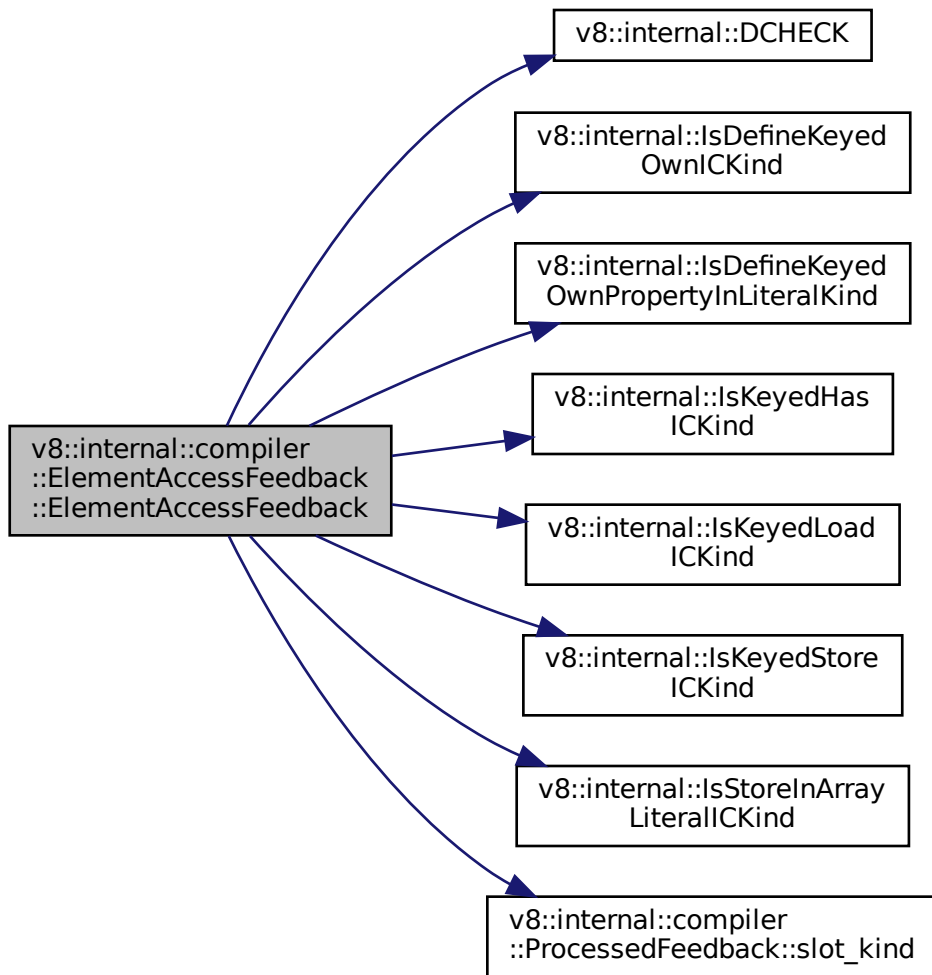 v8::internal::DCHECK
v8::internal::IsDefineKeyed
OwnICKind
v8::internal::IsDefineKeyed
OwnPropertyInLiteralKind
v8::internal::IsKeyedHas
ICKind
v8::internal::compiler
::ElementAccessFeedback
::ElementAccessFeedback
v8::internal::IsKeyedLoad
ICKind
v8::internal::IsKeyedStore
ICKind
v8::internal::IsStoreInArray
LiteralICKind
v8::internal::compiler
::ProcessedFeedback::slot_kind